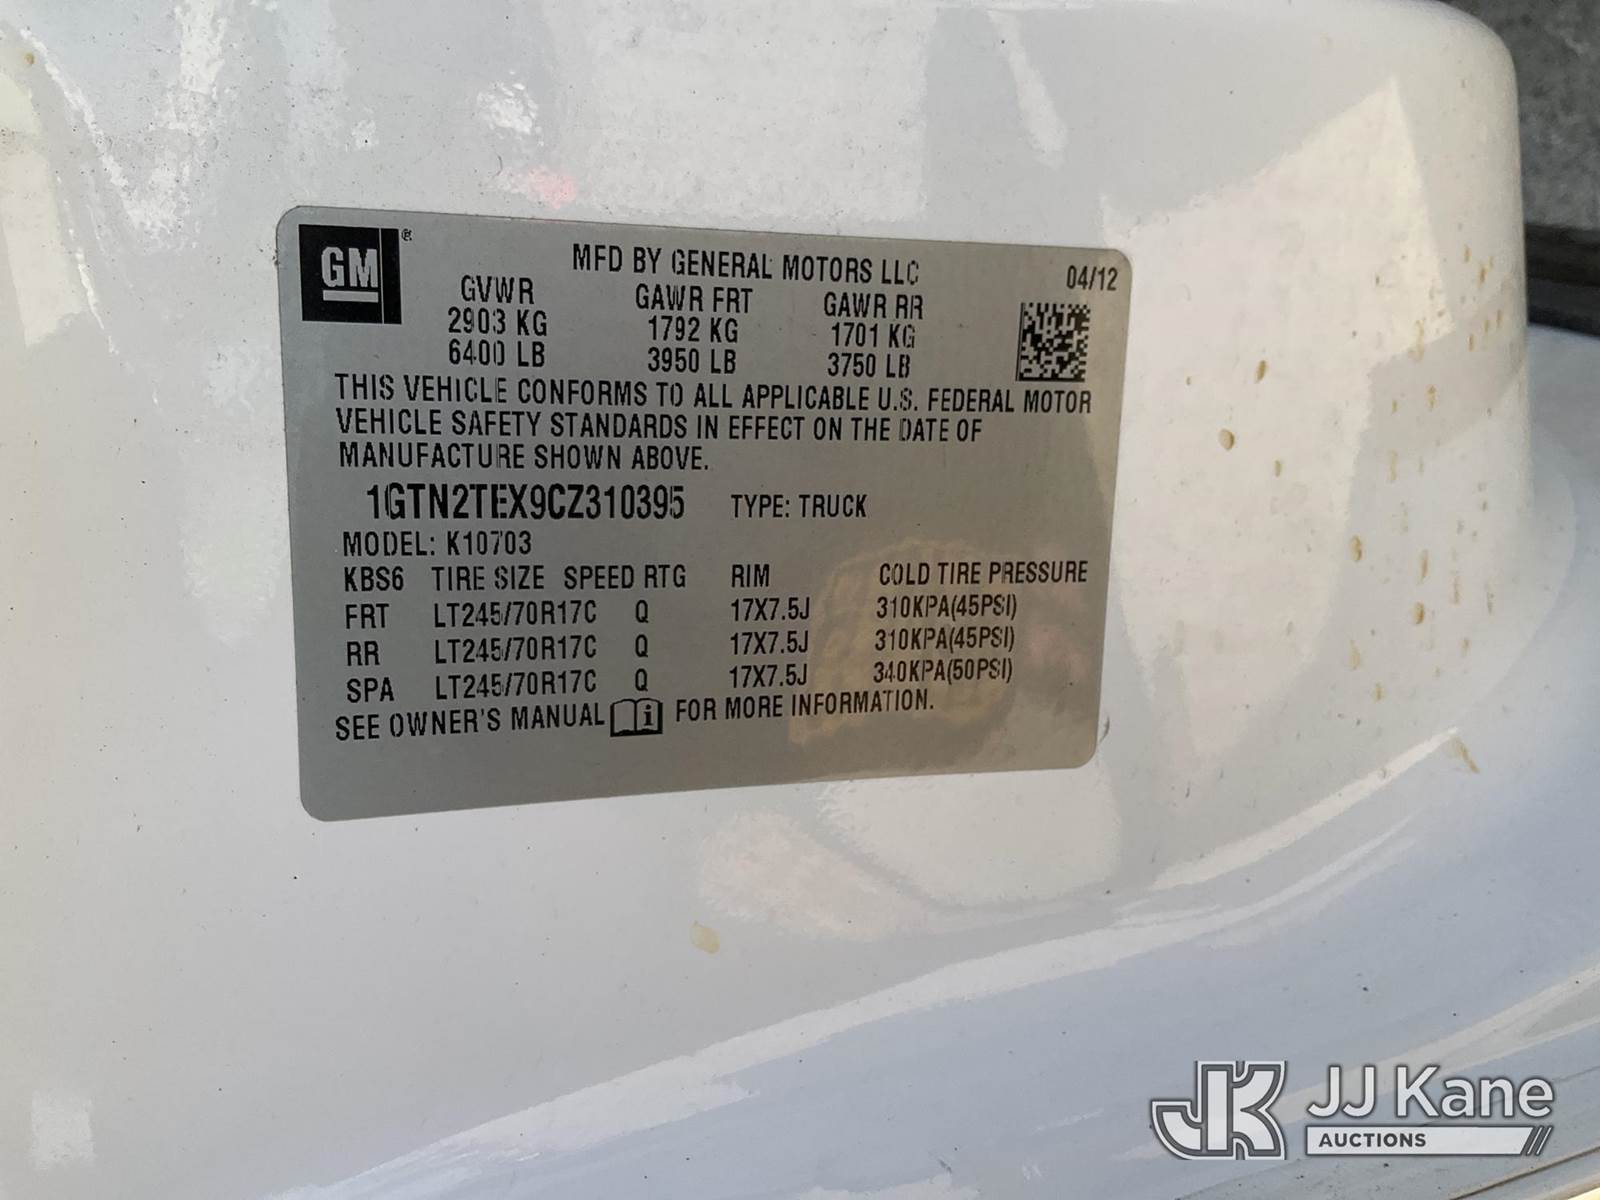 GM ®
MFD BY GENERAL MOTORS LLC 04/12
GVWR GAWR FRT GAWR RR
2903 KG 1792 KG 1701 KG
6400 LB 3950 LB 3750 LB
THIS VEHICLE CONFORMS TO ALL APPLICABLE U.S. FEDERAL MOTOR
VEHICLE SAFETY STANDARDS IN EFFECT ON THE DATE OF
MANUFACTURE SHOWN ABOVE.
1GTN2TEX9CZ310395 TYPE: TRUCK
MODEL: K10703
KBS6 TIRE SIZE SPEED RTG RIM COLD TIRE PRESSURE
FRT LT245/70R17C Q 17X7.5J 310KPA(45PSI)
RR LT245/70R17C Q 17X7.5J 310KPA(45PSI)
SPA LT245/70R17C Q 17X7.5J 340KPA(50PSI)
SEE OWNER'S MANUAL i FOR MORE INFORMATION.
JK JJ Kane
AUCTIONS